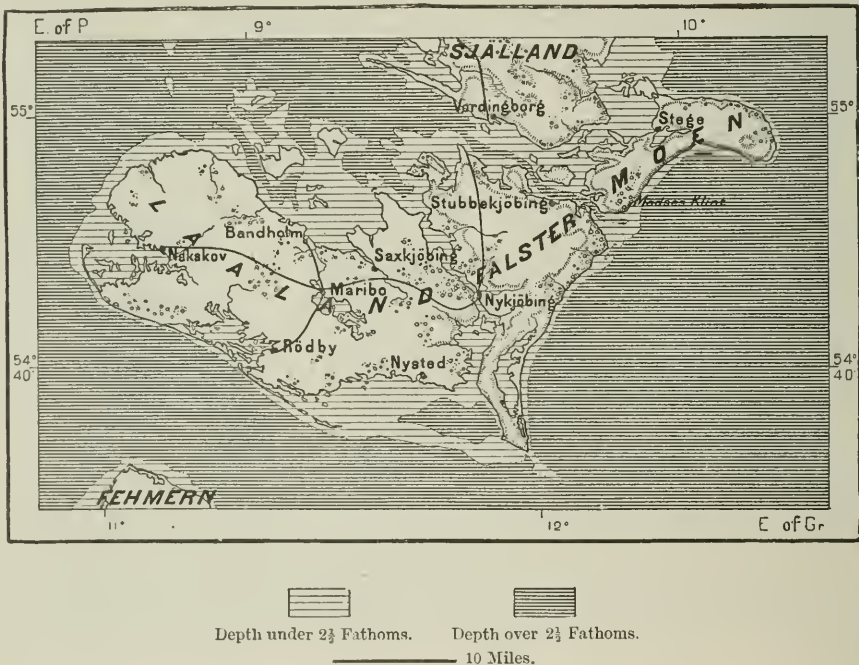 E. of P
9°
10°
SJÄLLAND
Vordingborg
55°
55°
Stege
MÖEN
Stubbekjöbing
LAALAND
Bandholm
Nakskov
Saxkjöbing
FALSTER
Maribo
Nykjöbing
Rödby
Nysted
54°
40'
54°
40'
FEHMERN
11°
12°
E of Gr
Depth under 2½ Fathoms.
Depth over 2½ Fathoms.
10 Miles.